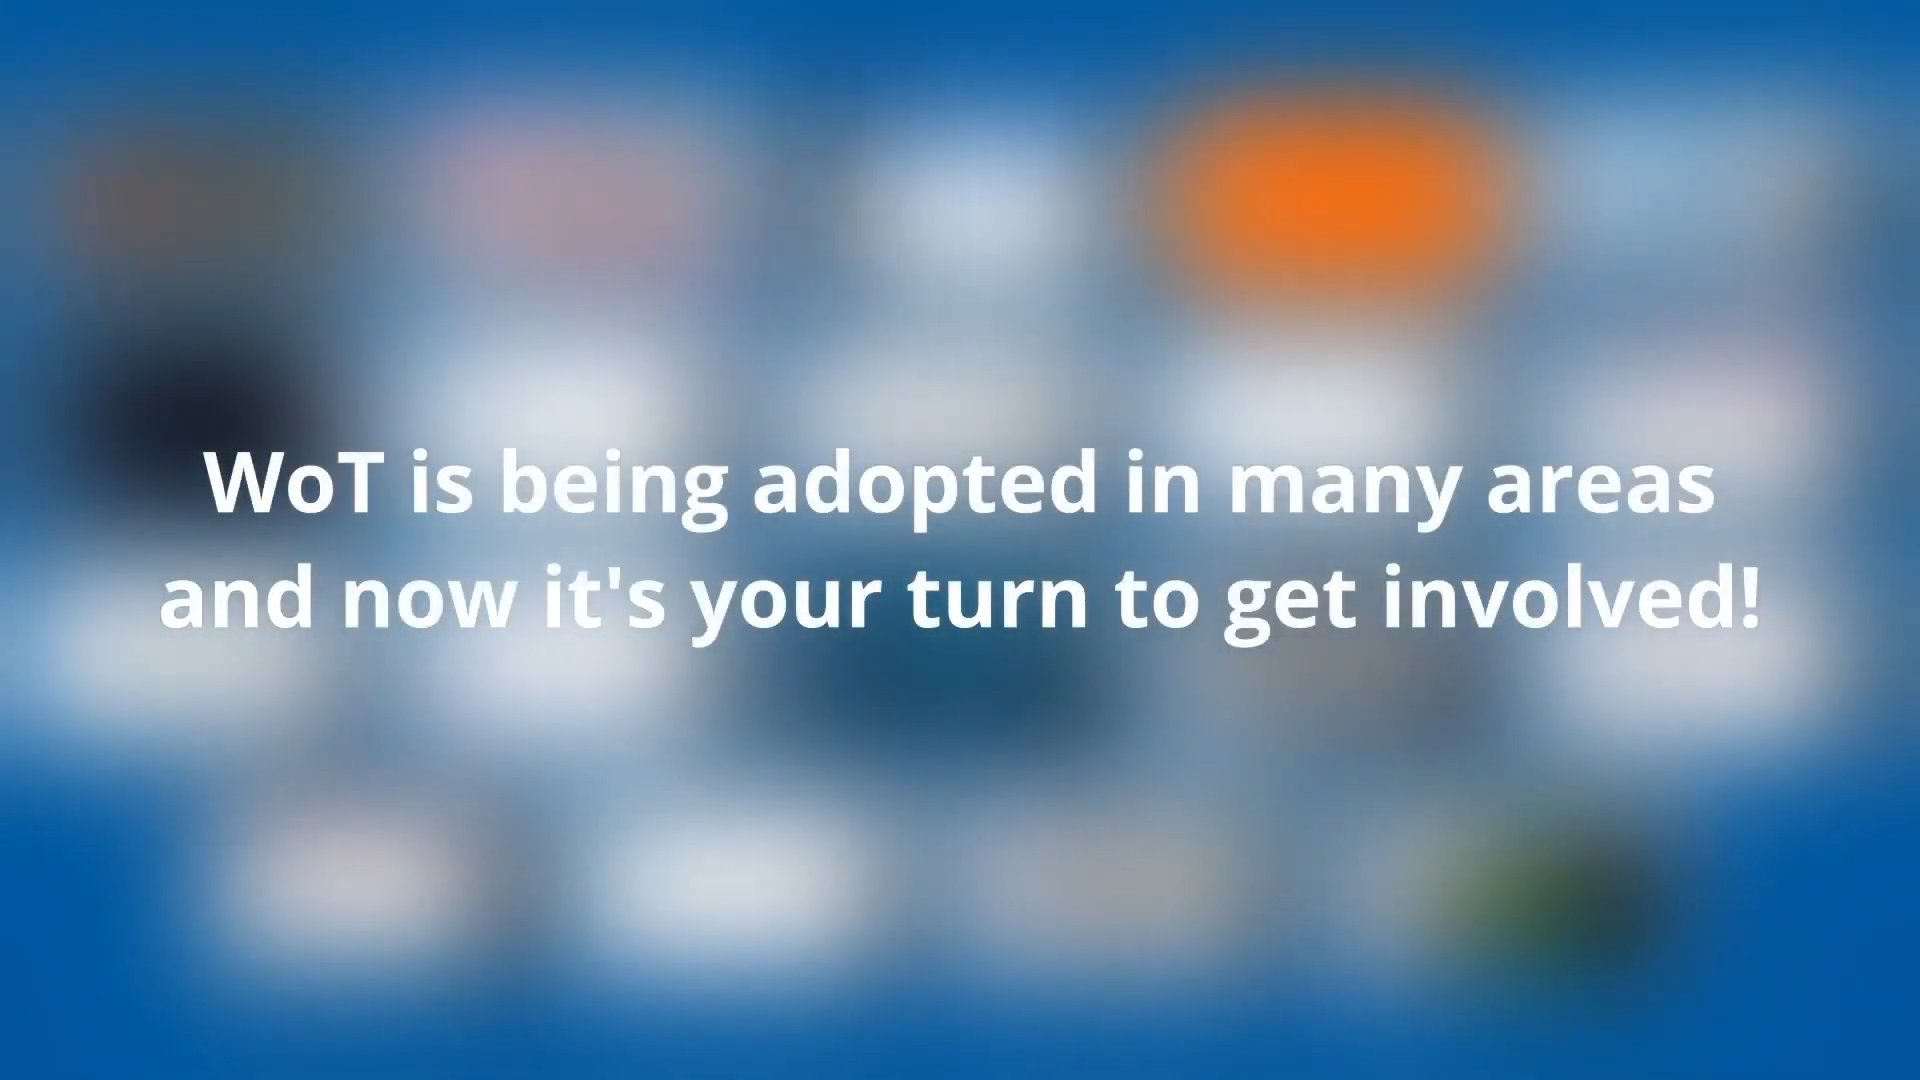 WoT is being adopted in many areas
and now it's your turn to get involved!